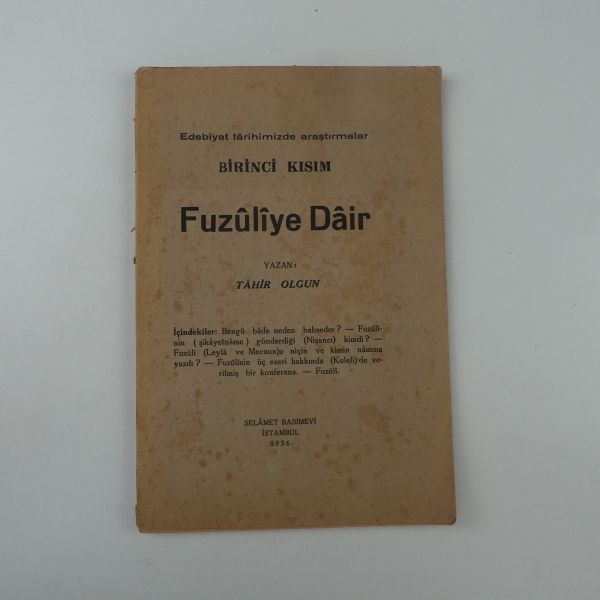 Edebiyat târihimizde araştırmalar
BİRİNCİ KISIM
Fuzûlîye Dâir
YAZAN:
TÂHİR OLGUN
İçindekiler: Bengü bâde neden bahseder? — Fuzûlî-
nin (şikâyetnâme) gönderdiği (Nişancı) kimdi? —
Fuzûlî (Leylâ ve Mecnun)u niçin ve kimin nâmına
yazdı? — Fuzûlînin üç eseri hakkında (Kuleli)de ve-
rilmiş bir konferans. — Fuzûlî.
SELÂMET BASIMEVİ
İSTANBUL
1936